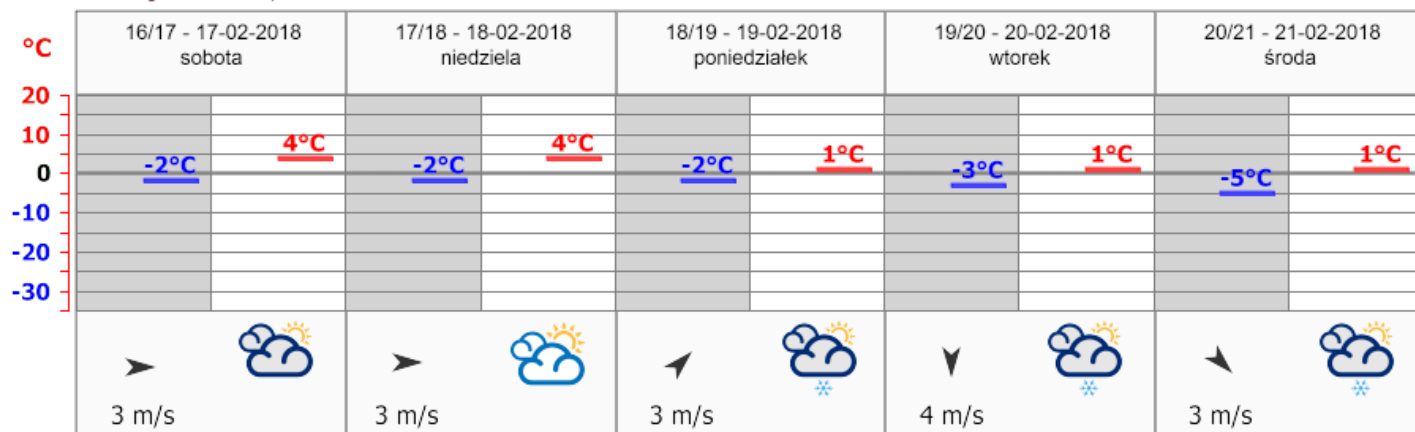 °C
16/17 - 17-02-2018
sobota
17/18 - 18-02-2018
niedziela
18/19 - 19-02-2018
poniedziałek
19/20 - 20-02-2018
wtorek
20/21 - 21-02-2018
środa
20
10
0
-10
-20
-30
-2°C
4°C
-2°C
4°C
-2°C
1°C
-3°C
1°C
-5°C
1°C
3 m/s
3 m/s
3 m/s
4 m/s
3 m/s